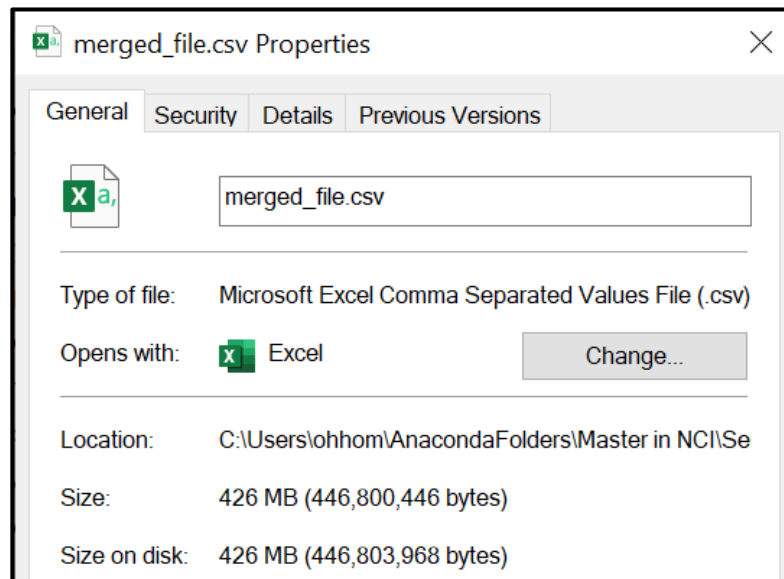 merged_file.csv Properties
General Security Details Previous Versions
merged_file.csv
Type of file: Microsoft Excel Comma Separated Values File (.csv)
Opens with: Excel Change...
Location: C:\Users\ohhom\AnacondaFolders\Master in NCI\Se
Size: 426 MB (446,800,446 bytes)
Size on disk: 426 MB (446,803,968 bytes)